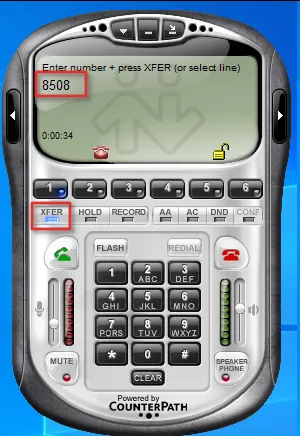 Enter number + press XFER (or select line)
8508
0:00:34
1 2 3 4 5 6
XFER HOLD RECORD AA AC DND CONF
FLASH REDIAL
1 2 ABC 3 DEF
4 GHI 5 JKL 6 MNO
7 PQRS 8 TUV 9 WXYZ
* 0 #
MUTE CLEAR SPEAKER PHONE
Powered by
COUNTERPATH